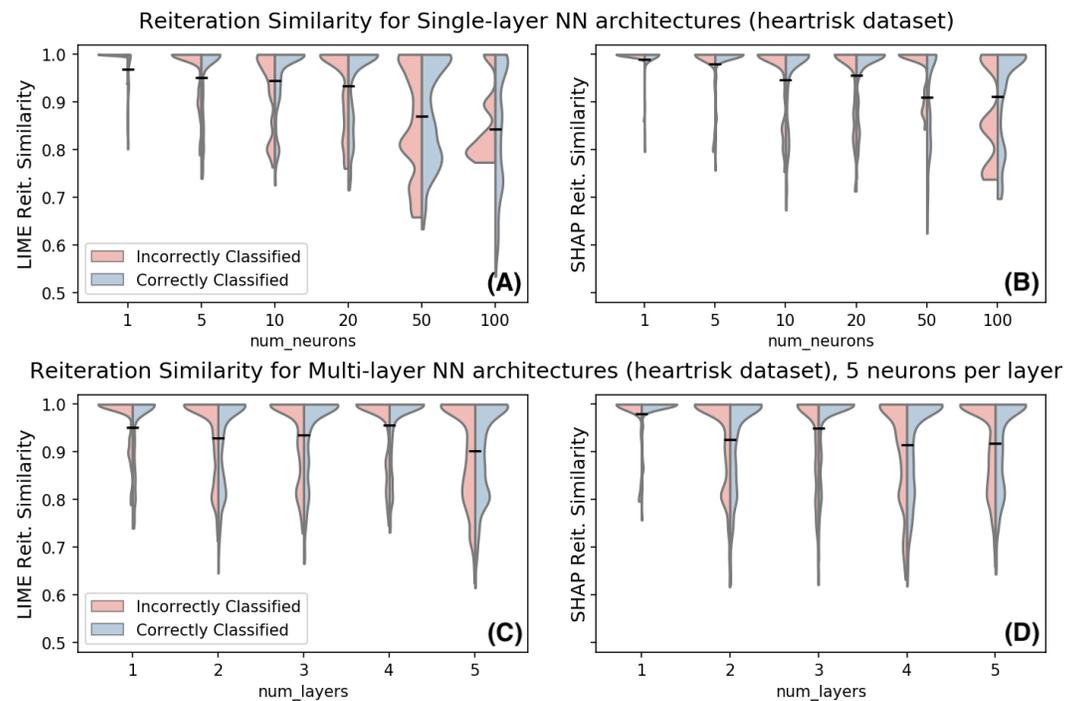 Reiteration Similarity for Single-layer NN architectures (heartrisk dataset)
LIME Reit. Similarity
1.0
0.9
0.8
0.7
0.6
0.5
Incorrectly Classified
Correctly Classified
(A)
1 5 10 20 50 100
num_neurons
SHAP Reit. Similarity
(B)
1 5 10 20 50 100
num_neurons
Reiteration Similarity for Multi-layer NN architectures (heartrisk dataset), 5 neurons per layer
LIME Reit. Similarity
1.0
0.9
0.8
0.7
0.6
0.5
Incorrectly Classified
Correctly Classified
(C)
1 2 3 4 5
num_layers
SHAP Reit. Similarity
(D)
1 2 3 4 5
num_layers